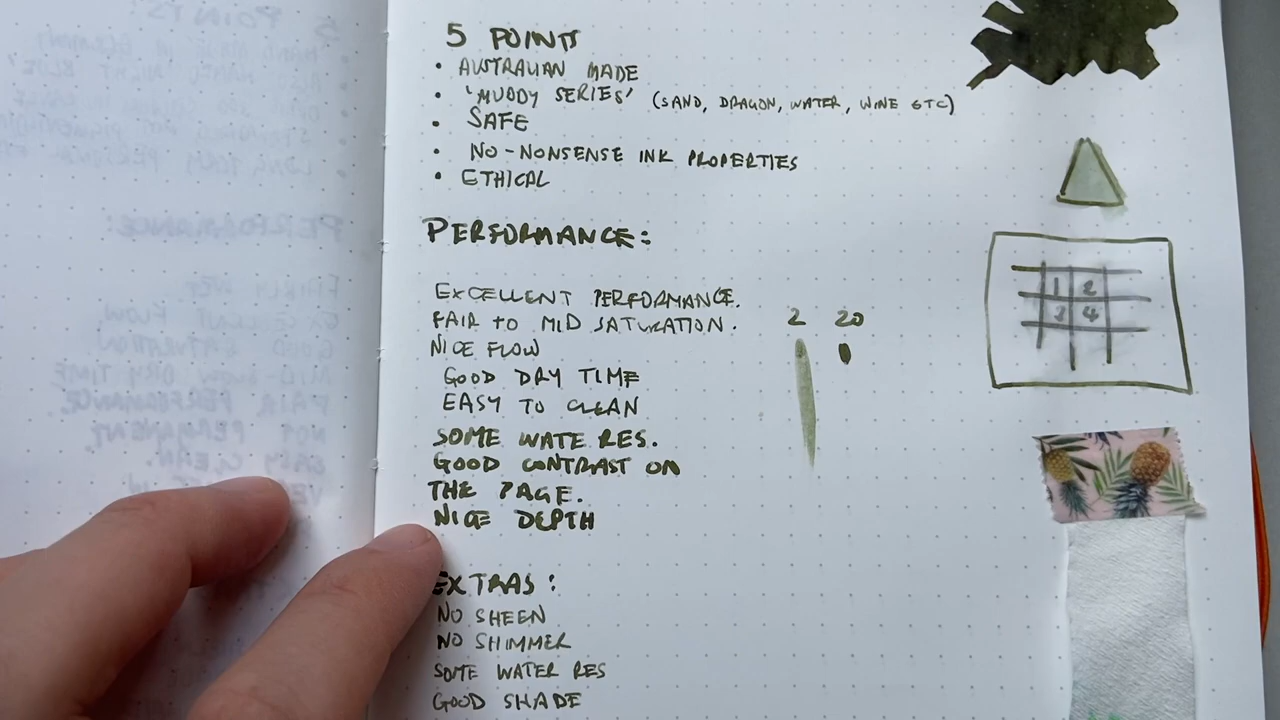 5 POINTS
• AUSTRALIAN MADE
• 'MUDDY SERIES' (SAND, DRAGON, WATER, WINE ETC)
• SAFE
• NO-NONSENSE INK PROPERTIES
• ETHICAL
PERFORMANCE:
EXCELLENT PERFORMANCE.
FAIR TO MID SATURATION.
NICE FLOW
GOOD DRY TIME
EASY TO CLEAN
SOME WATE RES.
GOOD CONTRAST ON
THE PAGE.
NICE DEPTH
EXTRAS:
NO SHEEN
NO SHIMMER
SOME WATER RES
GOOD SHADE
2 20
1 2
3 4